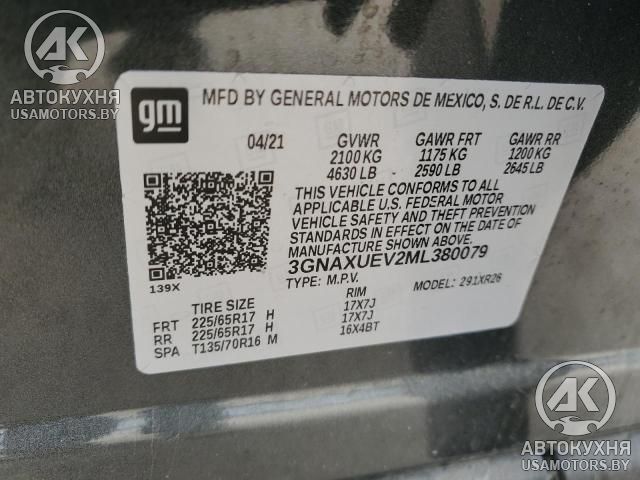 AK
АВТОКУХНЯ
USAMOTORS.BY
gm
MFD BY GENERAL MOTORS DE MEXICO, S. DE R.L. DE C.V.
04/21 GVWR GAWR FRT GAWR RR
2100 KG 1175 KG 1200 KG
4630 LB - 2590 LB - 2645 LB
THIS VEHICLE CONFORMS TO ALL
APPLICABLE U.S. FEDERAL MOTOR
VEHICLE SAFETY AND THEFT PREVENTION
STANDARDS IN EFFECT ON THE DATE OF
MANUFACTURE SHOWN ABOVE.
3GNAXUEV2ML380079
TYPE: M.P.V. MODEL: 291XR26
139X
TIRE SIZE RIM
FRT 225/65R17 H 17X7J
RR 225/65R17 H 17X7J
SPA T135/70R16 M 16X4BT
AK
АВТОКУХНЯ
USAMOTORS.BY